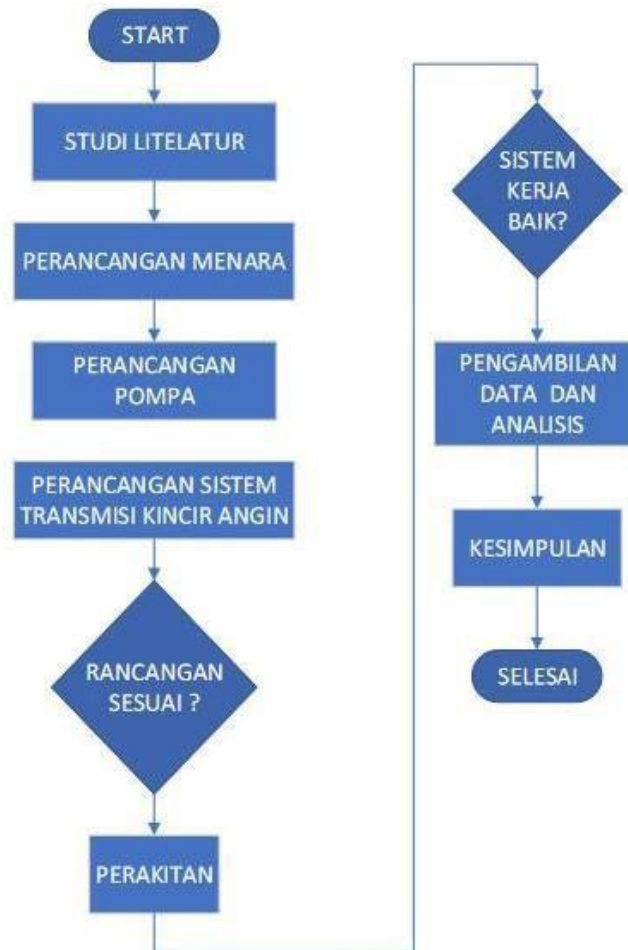 START
STUDI LITELATUR
PERANCANGAN MENARA
PERANCANGAN
POMPA
PERANCANGAN SISTEM
TRANSMISI KINCIR ANGIN
RANCANGAN
SESUAI ?
PERAKITAN
SISTEM
KERJA
BAIK?
PENGAMBILAN
DATA DAN
ANALISIS
KESIMPULAN
SELESAI